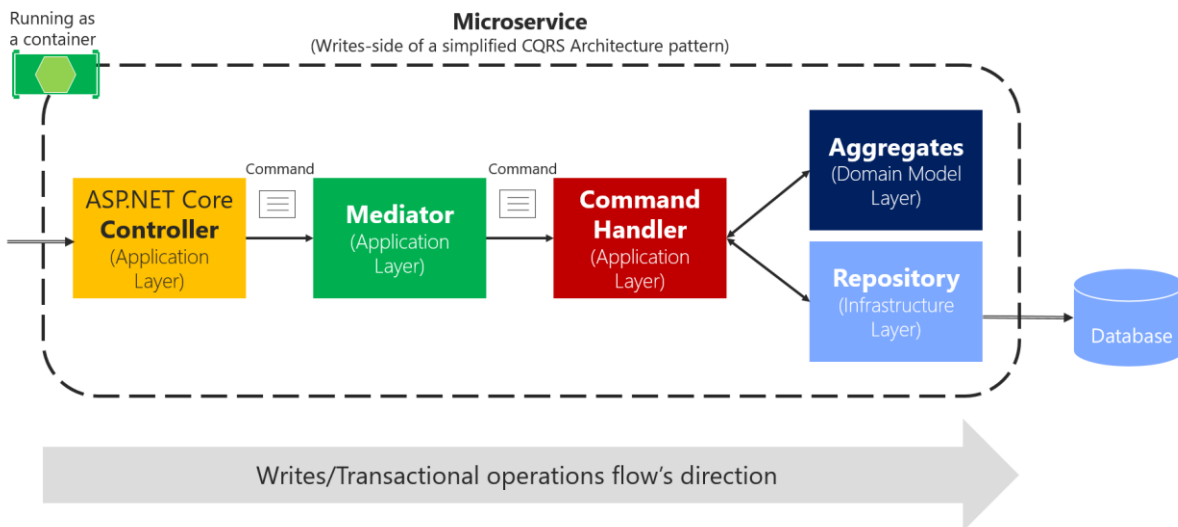 Running as
a container
Microservice
(Writes-side of a simplified CQRS Architecture pattern)
ASP.NET Core
Controller
(Application
Layer)
Command
Mediator
(Application
Layer)
Command
Command
Handler
(Application
Layer)
Aggregates
(Domain Model
Layer)
Repository
(Infrastructure
Layer)
Database
Writes/Transactional operations flow's direction